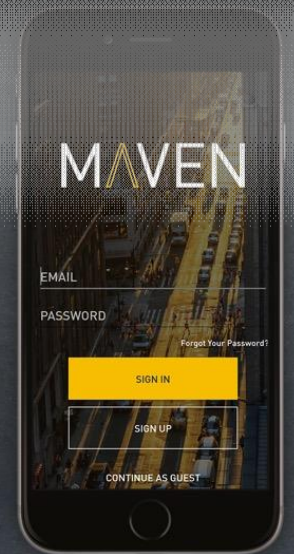 MAVEN
EMAIL
PASSWORD
Forgot Your Password?
SIGN IN
SIGN UP
CONTINUE AS GUEST